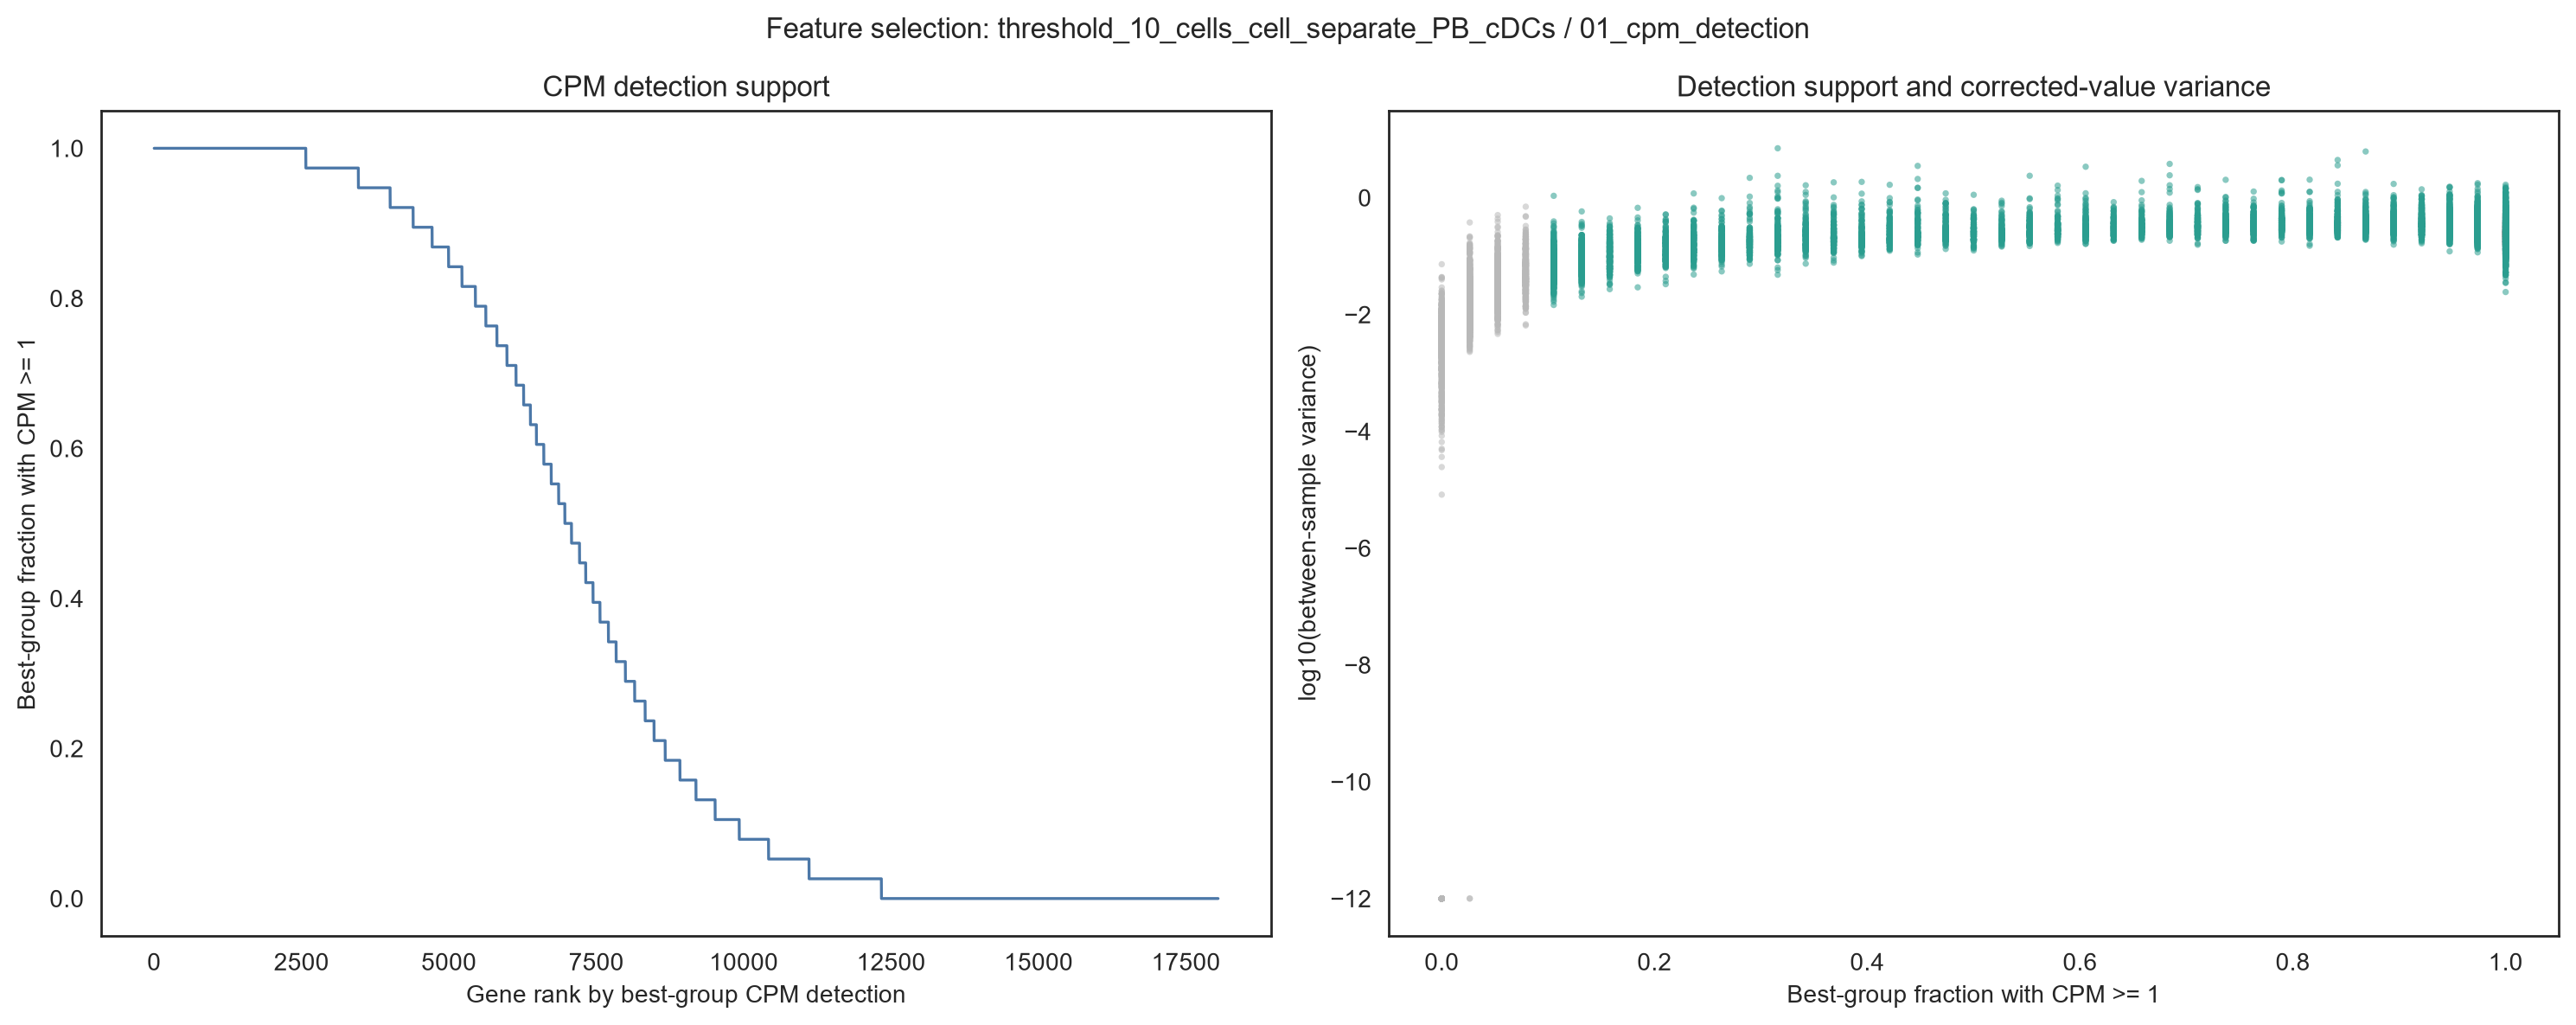 Feature selection: threshold_10_cells_cell_separate_PB_cDCs / 01_cpm_detection
CPM detection support
Best-group fraction with CPM >= 1
1.0
0.8
0.6
0.4
0.2
0.0
0 2500 5000 7500 10000 12500 15000 17500
Gene rank by best-group CPM detection
Detection support and corrected-value variance
log10(between-sample variance)
0
−2
−4
−6
−8
−10
−12
0.0 0.2 0.4 0.6 0.8 1.0
Best-group fraction with CPM >= 1